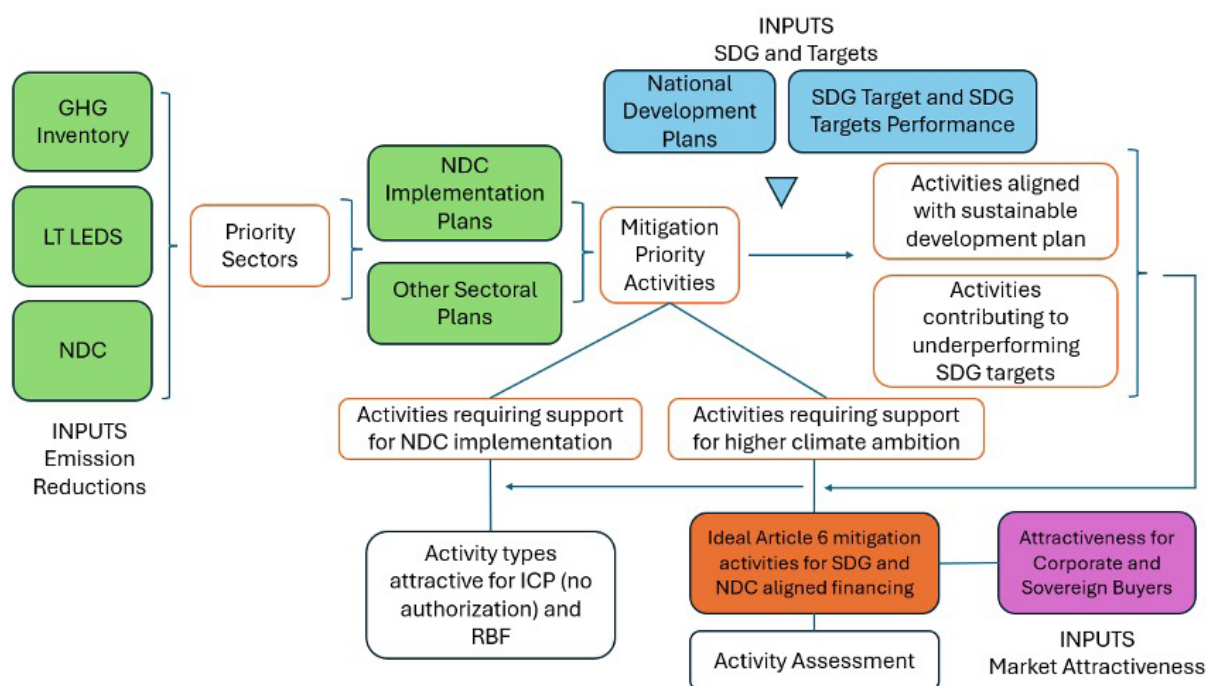 INPUTS
SDG and Targets
National
Development
Plans
SDG Target and SDG
Targets Performance
GHG
Inventory
LT LEDS
NDC
INPUTS
Emission
Reductions
Priority
Sectors
NDC
Implementation
Plans
Other Sectoral
Plans
Mitigation
Priority
Activities
Activities aligned
with sustainable
development plan
Activities
contributing to
underperforming
SDG targets
Activities requiring support
for NDC implementation
Activities requiring support
for higher climate ambition
Activity types
attractive for ICP (no
authorization) and
RBF
Ideal Article 6 mitigation
activities for SDG and
NDC aligned financing
Attractiveness for
Corporate and
Sovereign Buyers
INPUTS
Market Attractiveness
Activity Assessment